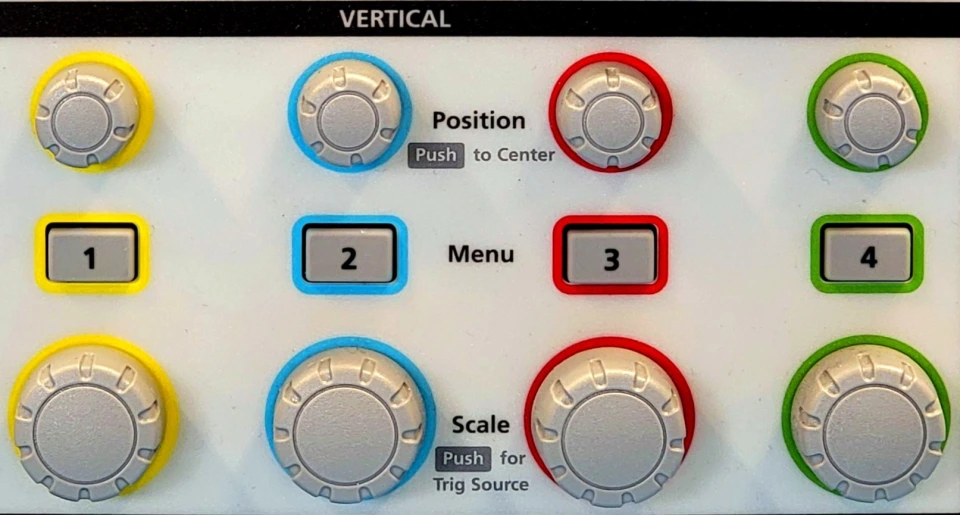 VERTICAL
Position
Push to Center
1
2
Menu
3
4
Scale
Push for
Trig Source